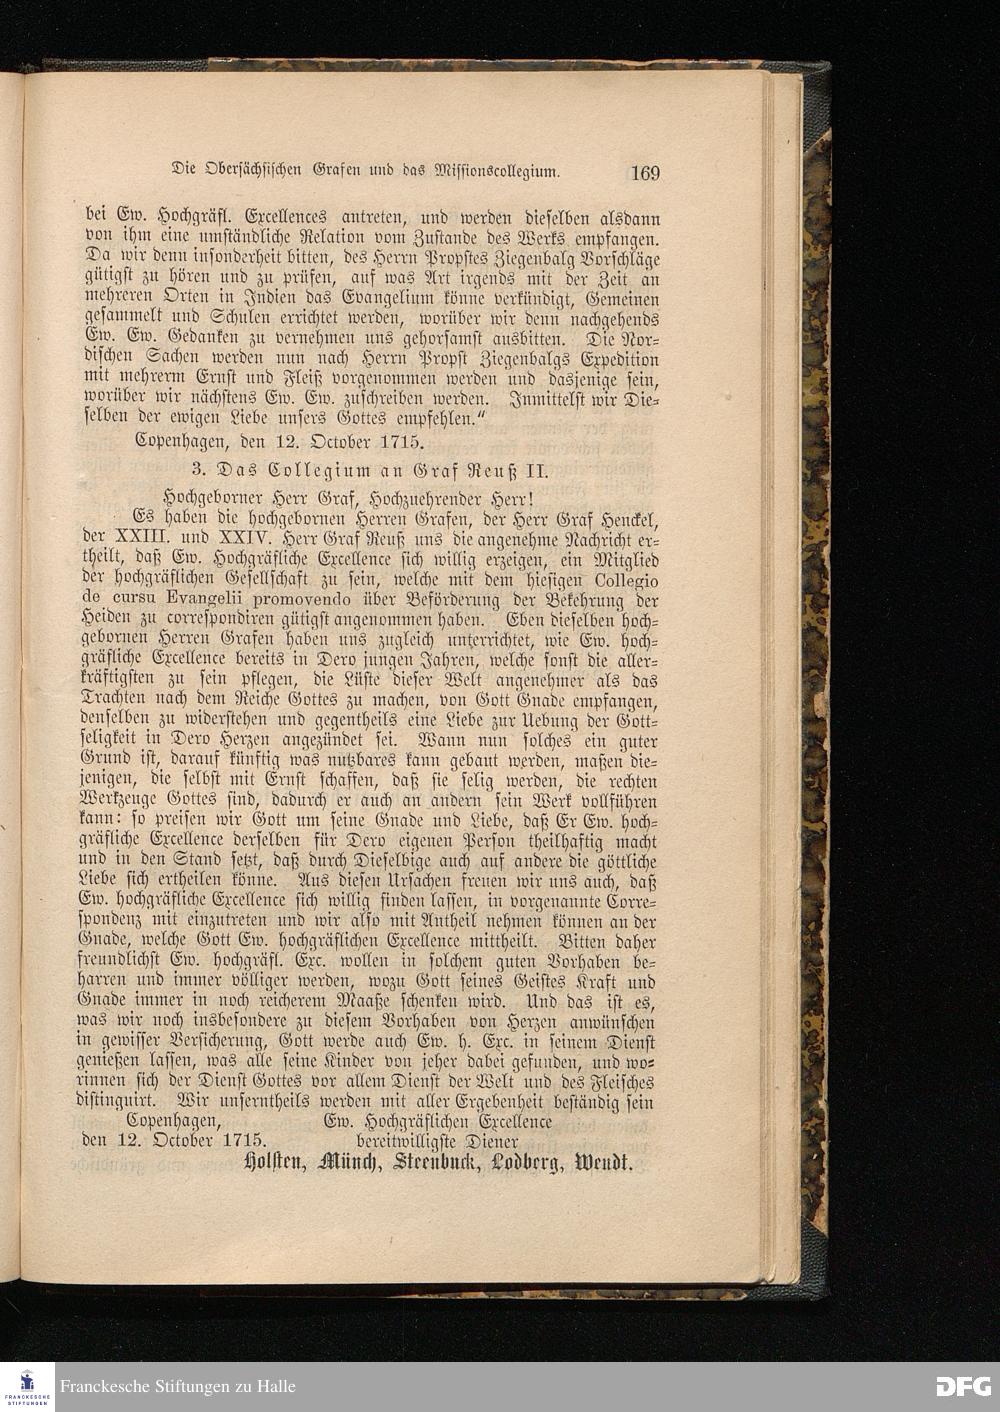 Die Obersächsischen Grafen und das Missionscollegium. 169
bei Ew. Hochgräfl. Excellences antreten, und werden dieselben alsdann
von ihm eine umständliche Relation vom Zustande des Werks empfangen.
Da wir denn insonderheit bitten, des Herrn Propstes Ziegenbalg Vorschläge
gütigst zu hören und zu prüfen, auf was Art irgends mit der Zeit an
mehreren Orten in Indien das Evangelium könne verkündigt, Gemeinen
gesammelt und Schulen errichtet werden, worüber wir denn nachgehends
Ew. Ew. Gedanken zu vernehmen uns gehorsamst ausbitten. Die Nor-
dischen Sachen werden nun nach Herrn Propst Ziegenbalgs Expedition
mit mehrerm Ernst und Fleiß vorgenommen werden und dasjenige sein,
worüber wir nächstens Ew. Ew. zuschreiben werden. Inmittelst wir Die-
selben der ewigen Liebe unsers Gottes empfehlen.“
Copenhagen, den 12. October 1715.
3. Das Collegium an Graf Reuß II.
Hochgeborner Herr Graf, Hochzuehrender Herr!
Es haben die hochgebornen Herren Grafen, der Herr Graf Henckel,
der XXIII. und XXIV. Herr Graf Reuß uns die angenehme Nachricht er-
theilt, daß Ew. Hochgräfliche Excellence sich willig erzeigen, ein Mitglied
der hochgräflichen Gesellschaft zu sein, welche mit dem hiesigen Collegio
de cursu Evangelii promovendo über Beförderung der Bekehrung der
Heiden zu correspondiren gütigst angenommen haben. Eben dieselben hoch-
gebornen Herren Grafen haben uns zugleich unterrichtet, wie Ew. hoch-
gräfliche Excellence bereits in Dero jungen Jahren, welche sonst die aller-
kräftigsten zu sein pflegen, die Lüste dieser Welt angenehmer als das
Trachten nach dem Reiche Gottes zu machen, von Gott Gnade empfangen,
denselben zu widerstehen und gegentheils eine Liebe zur Uebung der Gott-
seligkeit in Dero Herzen angezündet sei. Wann nun solches ein guter
Grund ist, darauf künftig was nutzbares kann gebaut werden, maßen die-
jenigen, die selbst mit Ernst schaffen, daß sie selig werden, die rechten
Werkzeuge Gottes sind, dadurch er auch an andern sein Werk vollführen
kann: so preisen wir Gott um seine Gnade und Liebe, daß Er Ew. hoch-
gräfliche Excellence derselben für Dero eigenen Person theilhaftig macht
und in den Stand setzt, daß durch Dieselbige auch auf andere die göttliche
Liebe sich ertheilen könne. Aus diesen Ursachen freuen wir uns auch, daß
Ew. hochgräfliche Excellence sich willig finden lassen, in vorgenannte Corre-
spondenz mit einzutreten und wir also mit Antheil nehmen können an der
Gnade, welche Gott Ew. hochgräflichen Excellence mittheilt. Bitten daher
freundlichst Ew. hochgräfl. Exc. wollen in solchem guten Vorhaben be-
harren und immer völliger werden, wozu Gott seines Geistes Kraft und
Gnade immer in noch reicherem Maaße schenken wird. Und das ist es,
was wir noch insbesondere zu diesem Vorhaben von Herzen anwünschen
in gewisser Versicherung, Gott werde auch Ew. h. Exc. in seinem Dienst
genießen lassen, was alle seine Kinder von jeher dabei gefunden, und wo-
rinnen sich der Dienst Gottes vor allem Dienst der Welt und des Fleisches
distinguirt. Wir unserntheils werden mit aller Ergebenheit beständig sein
Copenhagen, Ew. Hochgräflichen Excellence
den 12. October 1715. bereitwilligste Diener
Holsten, Münch, Steenbuck, Lodberg, Wendt.
FRANCKESCHE
STIFTUNGEN
Franckesche Stiftungen zu Halle
DFG